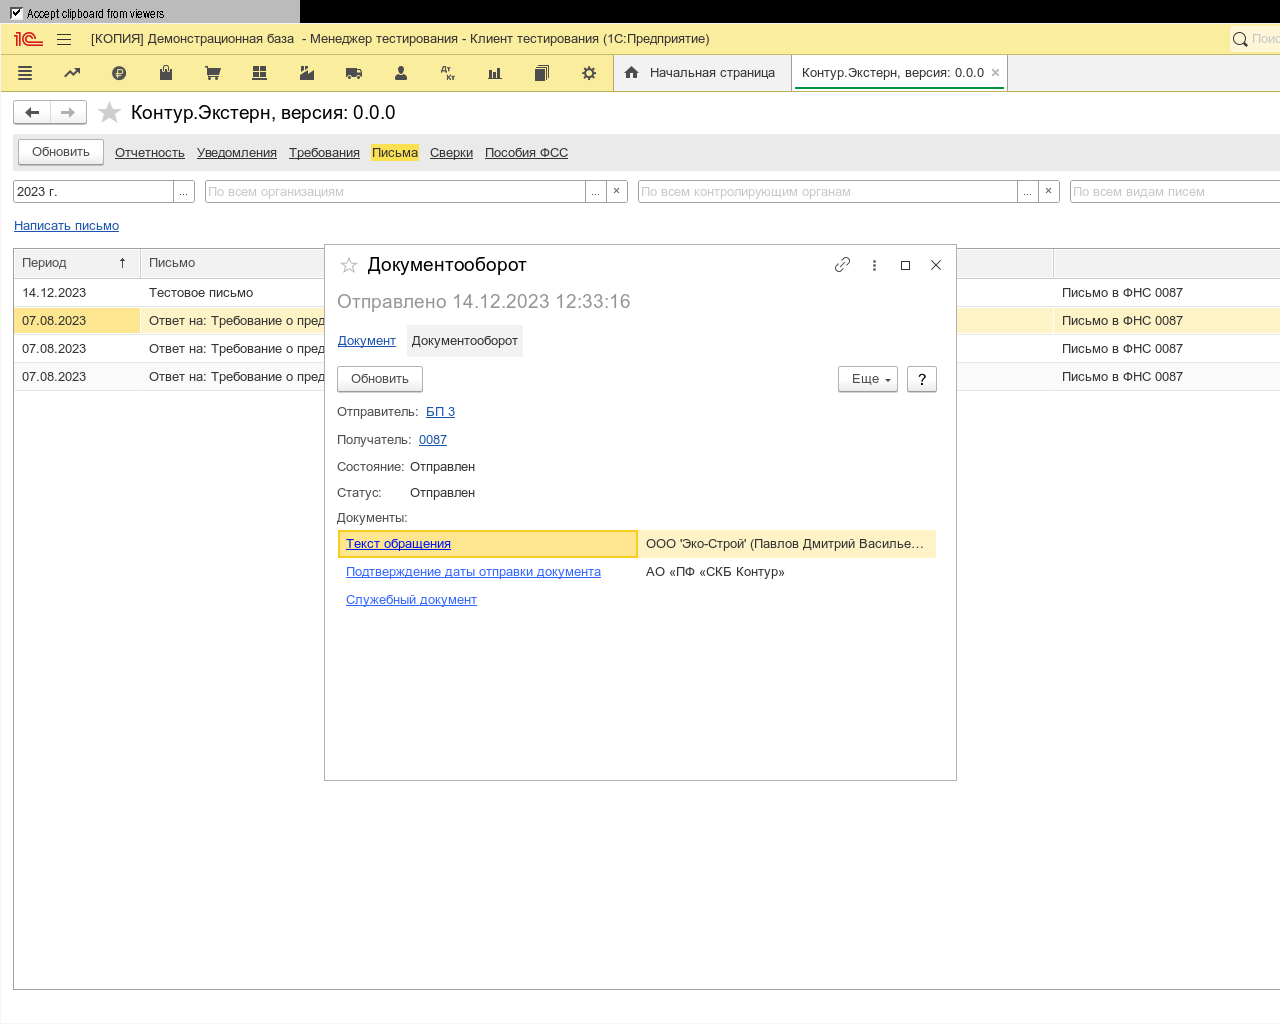 Accept clipboard from viewers
[КОПИЯ] Демонстрационная база - Менеджер тестирования - Клиент тестирования (1С:Предприятие)
Начальная страница
Контур.Экстерн, версия: 0.0.0
Контур.Экстерн, версия: 0.0.0
Обновить Отчетность Уведомления Требования Письма Сверки Пособия ФСС
2023 г. ... По всем организациям ... × По всем контролирующим органам ... × По всем видам писем
Написать письмо
Период ↑ Письмо
14.12.2023 Тестовое письмо Письмо в ФНС 0087
07.08.2023 Ответ на: Требование о пред Письмо в ФНС 0087
07.08.2023 Ответ на: Требование о пред Письмо в ФНС 0087
07.08.2023 Ответ на: Требование о пред Письмо в ФНС 0087
Документооборот
Отправлено 14.12.2023 12:33:16
Документ Документооборот
Обновить Еще ?
Отправитель: БП 3
Получатель: 0087
Состояние: Отправлен
Статус: Отправлен
Документы:
Текст обращения ООО 'Эко-Строй' (Павлов Дмитрий Василье...
Подтверждение даты отправки документа АО «ПФ «СКБ Контур»
Служебный документ